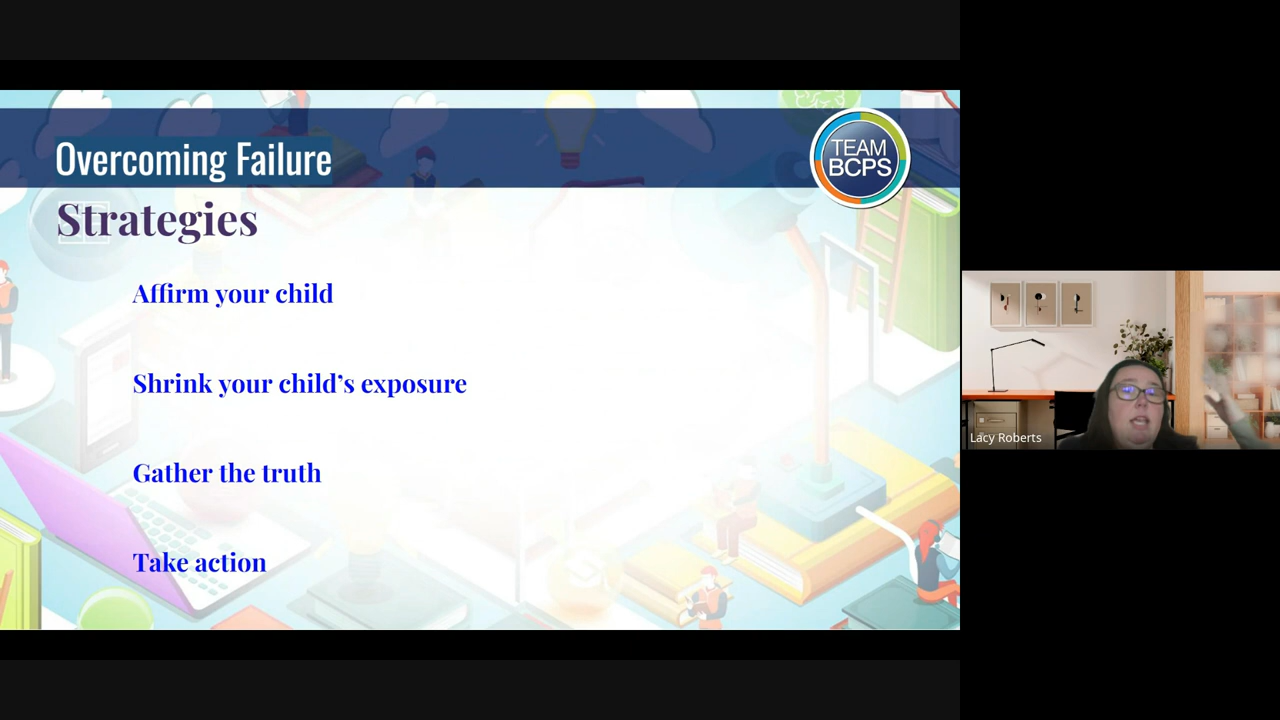 Overcoming Failure
TEAM
BCPS
Strategies
Affirm your child
Shrink your child's exposure
Gather the truth
Take action
Lacy Roberts